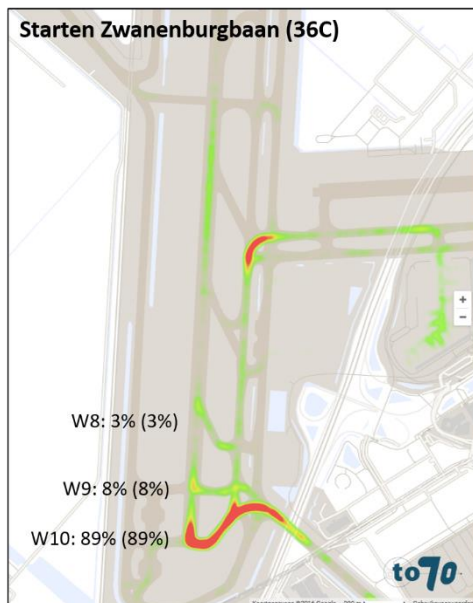 Starten Zwanenburgbaan (36C)
+
−
W8: 3% (3%)
W9: 8% (8%)
W10: 89% (89%)
to70